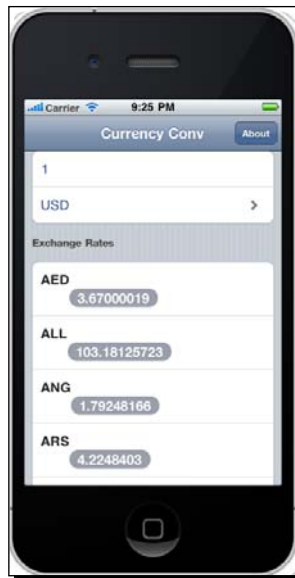 Carrier 9:25 PM
Currency Conv About
1
USD
Exchange Rates
AED
3.67000019
ALL
103.18125723
ANG
1.79248166
ARS
4.2248403